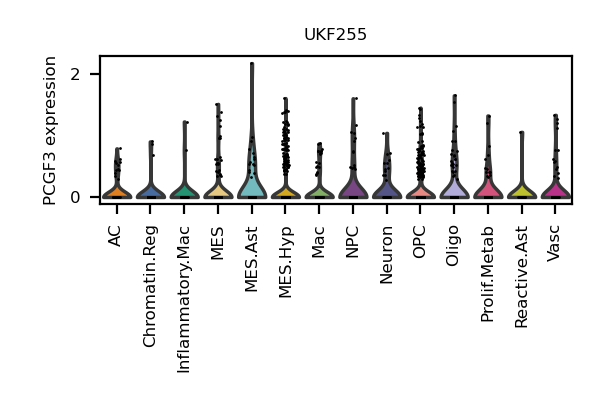 UKF255
PCGF3 expression
2
0
AC
Chromatin.Reg
Inflammatory.Mac
MES
MES.Ast
MES.Hyp
Mac
NPC
Neuron
OPC
Oligo
Prolif.Metab
Reactive.Ast
Vasc